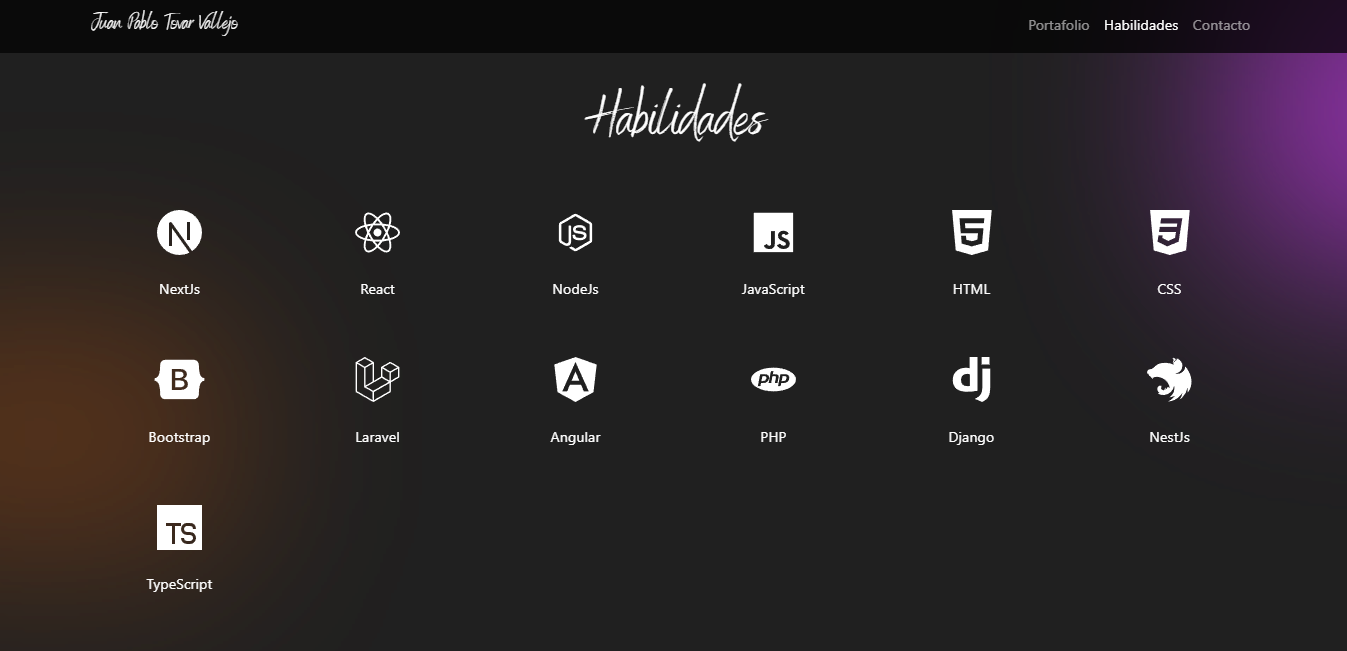 Juan Pablo Tovar Vallejo
Portafolio Habilidades Contacto
Habilidades
N JS JS 5 3
NextJs React NodeJs JavaScript HTML CSS
B A php dj
Bootstrap Laravel Angular PHP Django NestJs
TS
TypeScript